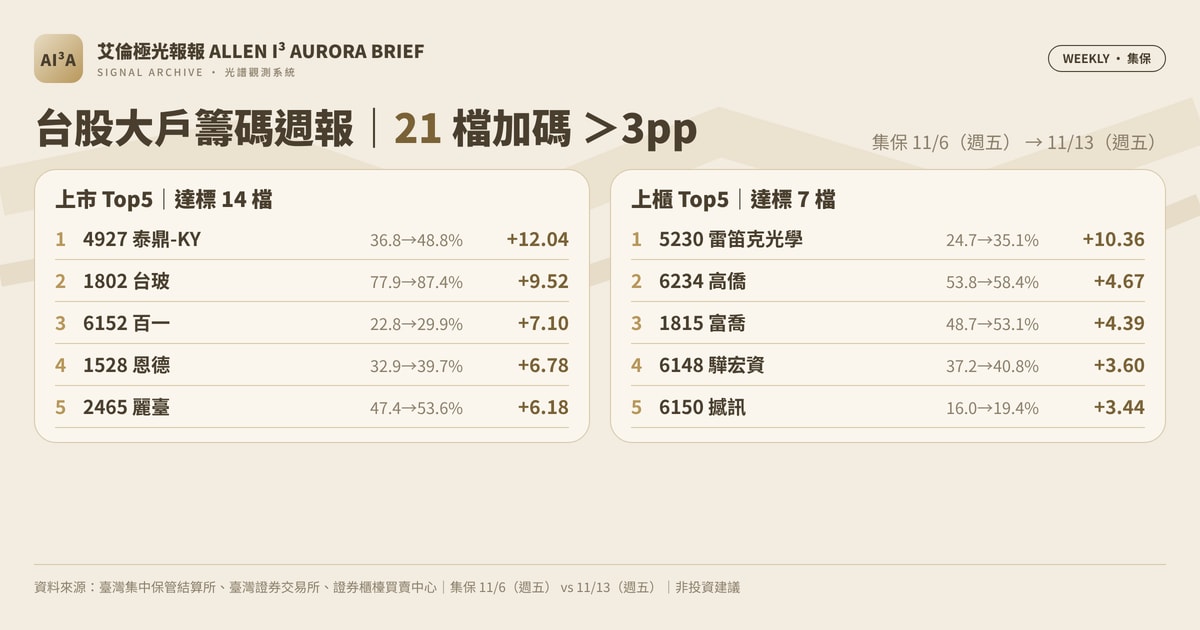 AI³A
艾倫極光報報 ALLEN I³ AURORA BRIEF
SIGNAL ARCHIVE · 光譜觀測系統
WEEKLY · 集保
台股大戶籌碼週報｜21 檔加碼 ＞3pp
集保 11/6（週五） → 11/13（週五）
上市 Top5｜達標 14 檔
1 4927 泰鼎-KY 36.8→48.8% +12.04
2 1802 台玻 77.9→87.4% +9.52
3 6152 百一 22.8→29.9% +7.10
4 1528 恩德 32.9→39.7% +6.78
5 2465 麗臺 47.4→53.6% +6.18
上櫃 Top5｜達標 7 檔
1 5230 雷笛克光學 24.7→35.1% +10.36
2 6234 高僑 53.8→58.4% +4.67
3 1815 富喬 48.7→53.1% +4.39
4 6148 驊宏資 37.2→40.8% +3.60
5 6150 撼訊 16.0→19.4% +3.44
資料來源：臺灣集中保管結算所、臺灣證券交易所、證券櫃檯買賣中心｜集保 11/6（週五） vs 11/13（週五）｜非投資建議